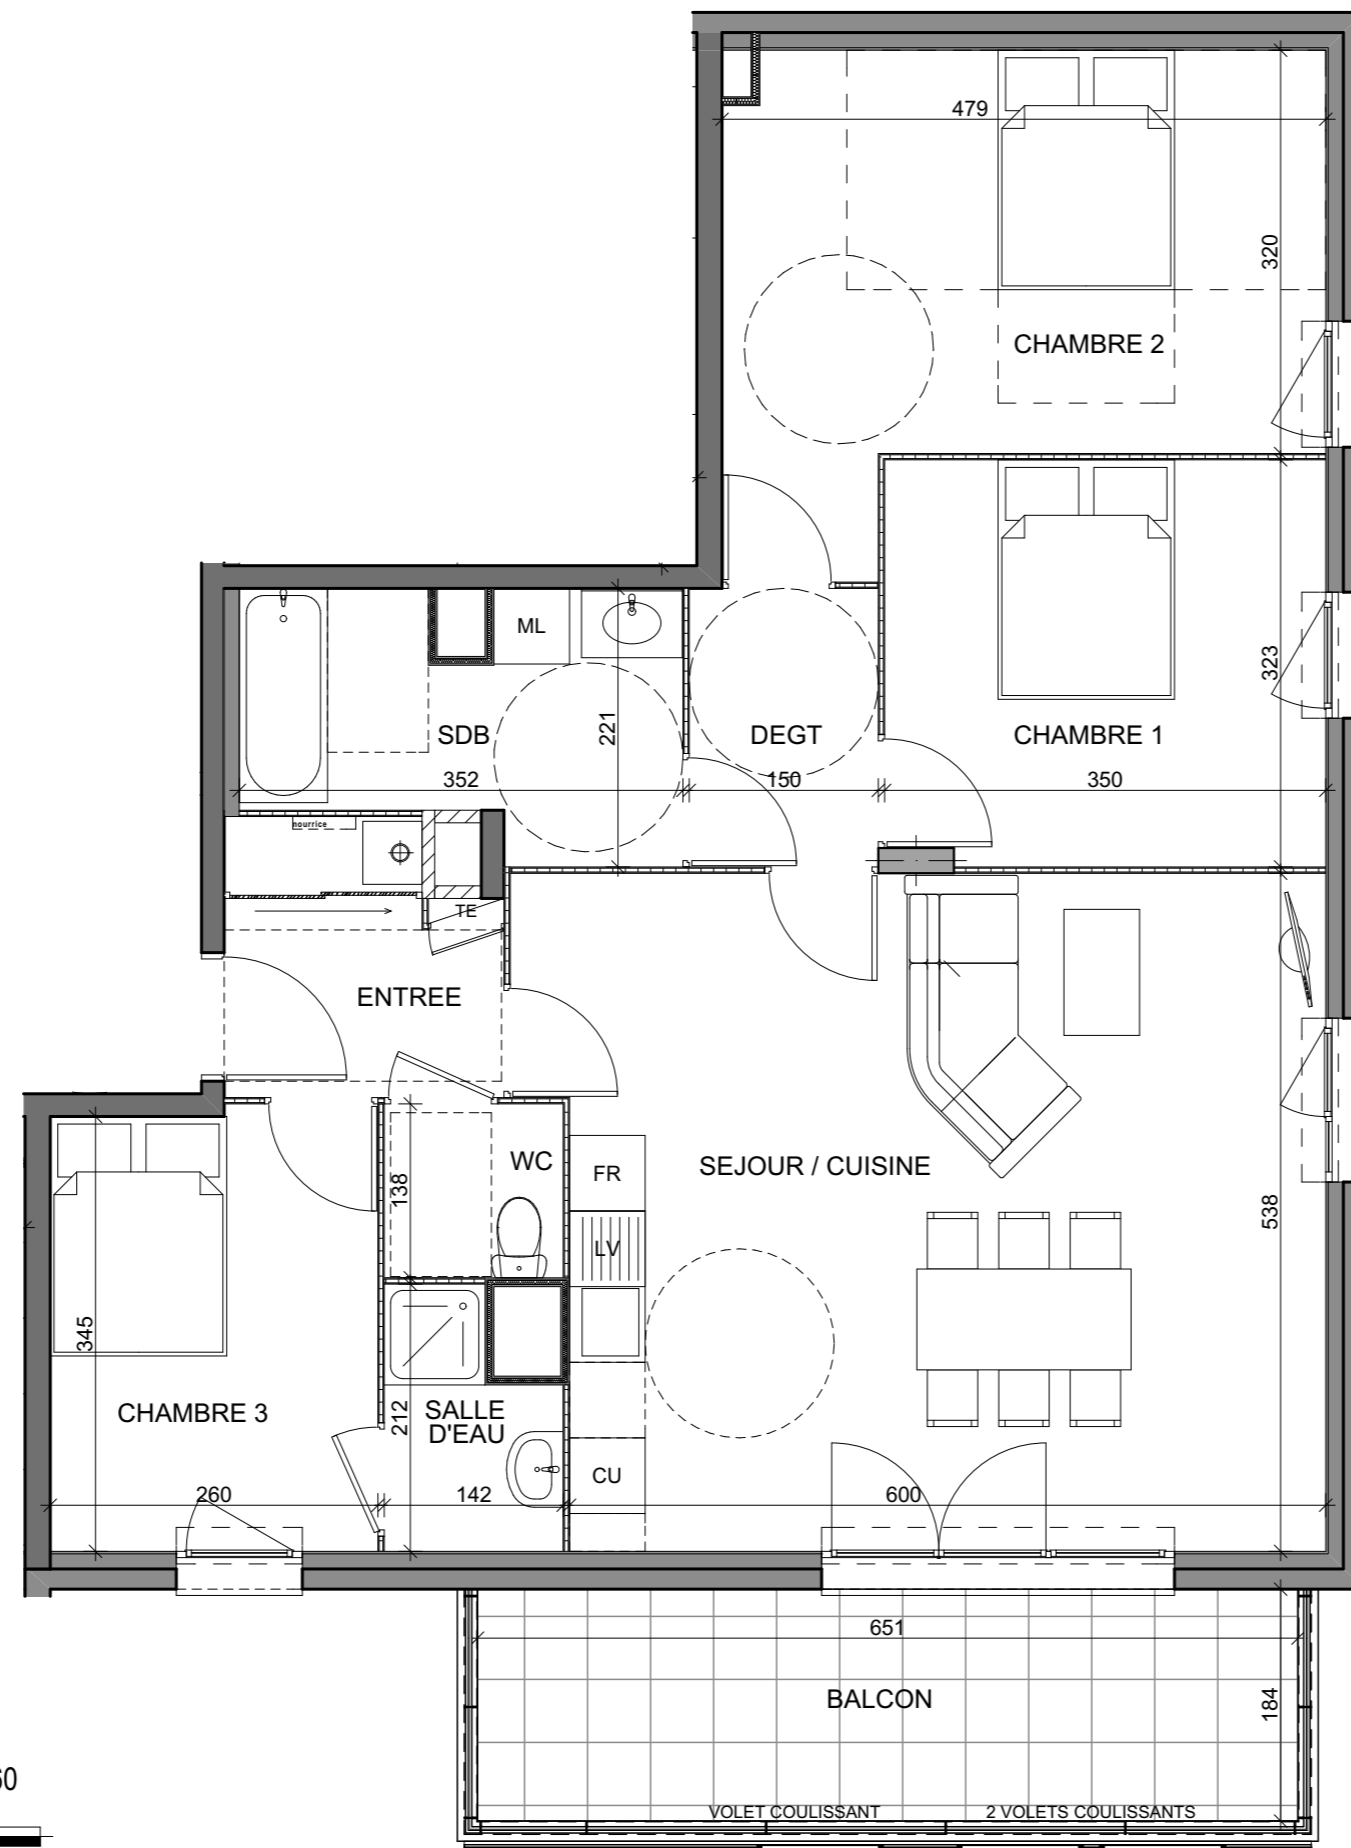 479
320
CHAMBRE 2
ML
323
221
SDB
DEGT
CHAMBRE 1
352
150
350
nourrice
TE
ENTREE
WC
FR
SEJOUR / CUISINE
138
538
LV
345
CHAMBRE 3
212
SALLE
D'EAU
CU
260
142
600
651
BALCON
184
60
VOLET COULISSANT
2 VOLETS COULISSANTS